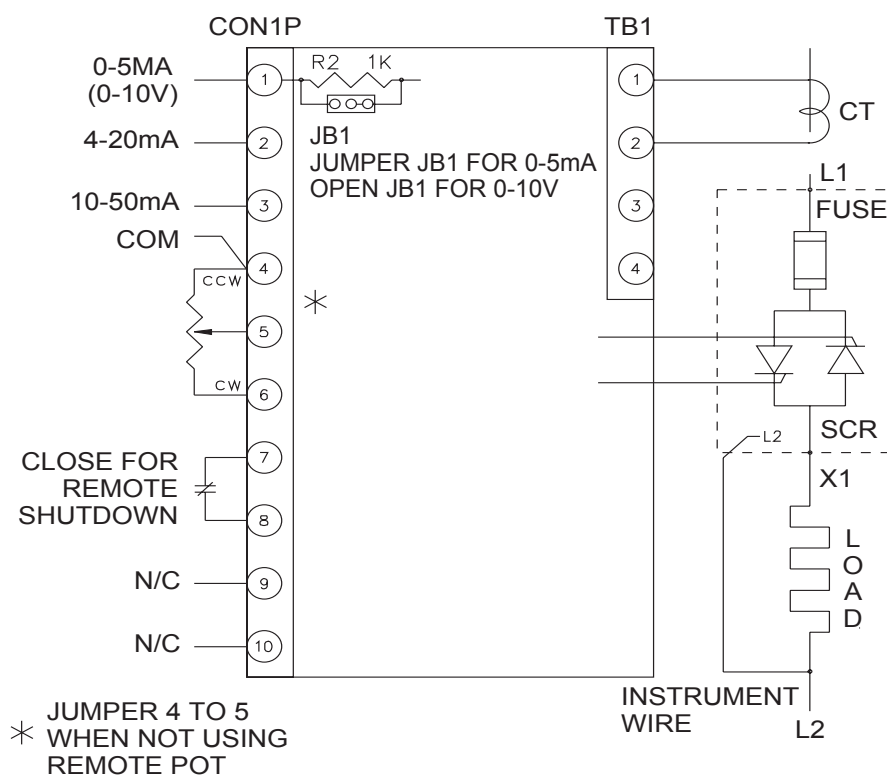 CON1P
TB1
0-5MA
(0-10V)
1
R2 1K
1
CT
4-20mA
2
JB1
JUMPER JB1 FOR 0-5mA
OPEN JB1 FOR 0-10V
2
10-50mA
3
3
L1
FUSE
COM
4
CCW
4
5
CW
6
SCR
L2
X1
CLOSE FOR
REMOTE
SHUTDOWN
7
8
LOAD
N/C
9
N/C
10
INSTRUMENT
WIRE
L2
JUMPER 4 TO 5
WHEN NOT USING
REMOTE POT